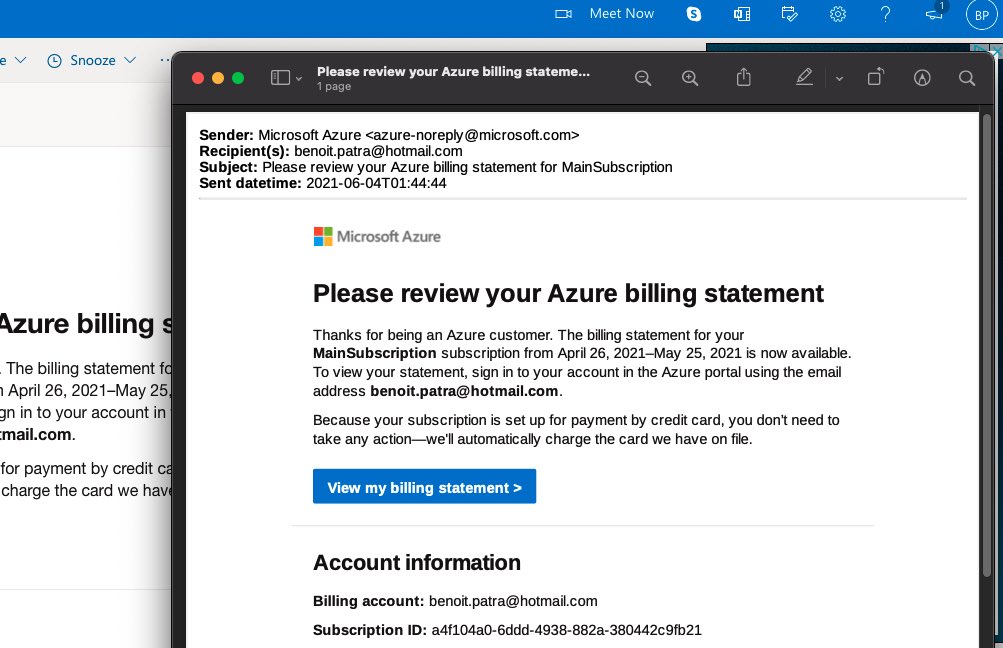 Meet Now
1
BP
Snooze
Please review your Azure billing stateme...
1 page
Sender: Microsoft Azure <azure-noreply@microsoft.com>
Recipient(s): benoit.patra@hotmail.com
Subject: Please review your Azure billing statement for MainSubscription
Sent datetime: 2021-06-04T01:44:44
Microsoft Azure
Please review your Azure billing statement
Thanks for being an Azure customer. The billing statement for your
MainSubscription subscription from April 26, 2021–May 25, 2021 is now available.
To view your statement, sign in to your account in the Azure portal using the email
address benoit.patra@hotmail.com.
Because your subscription is set up for payment by credit card, you don't need to
take any action—we'll automatically charge the card we have on file.
View my billing statement >
Account information
Billing account: benoit.patra@hotmail.com
Subscription ID: a4f104a0-6ddd-4938-882a-380442c9fb21
Azure billing s
. The billing statement fo
April 26, 2021–May 25,
gn in to your account in
tmail.com.
for payment by credit ca
charge the card we have